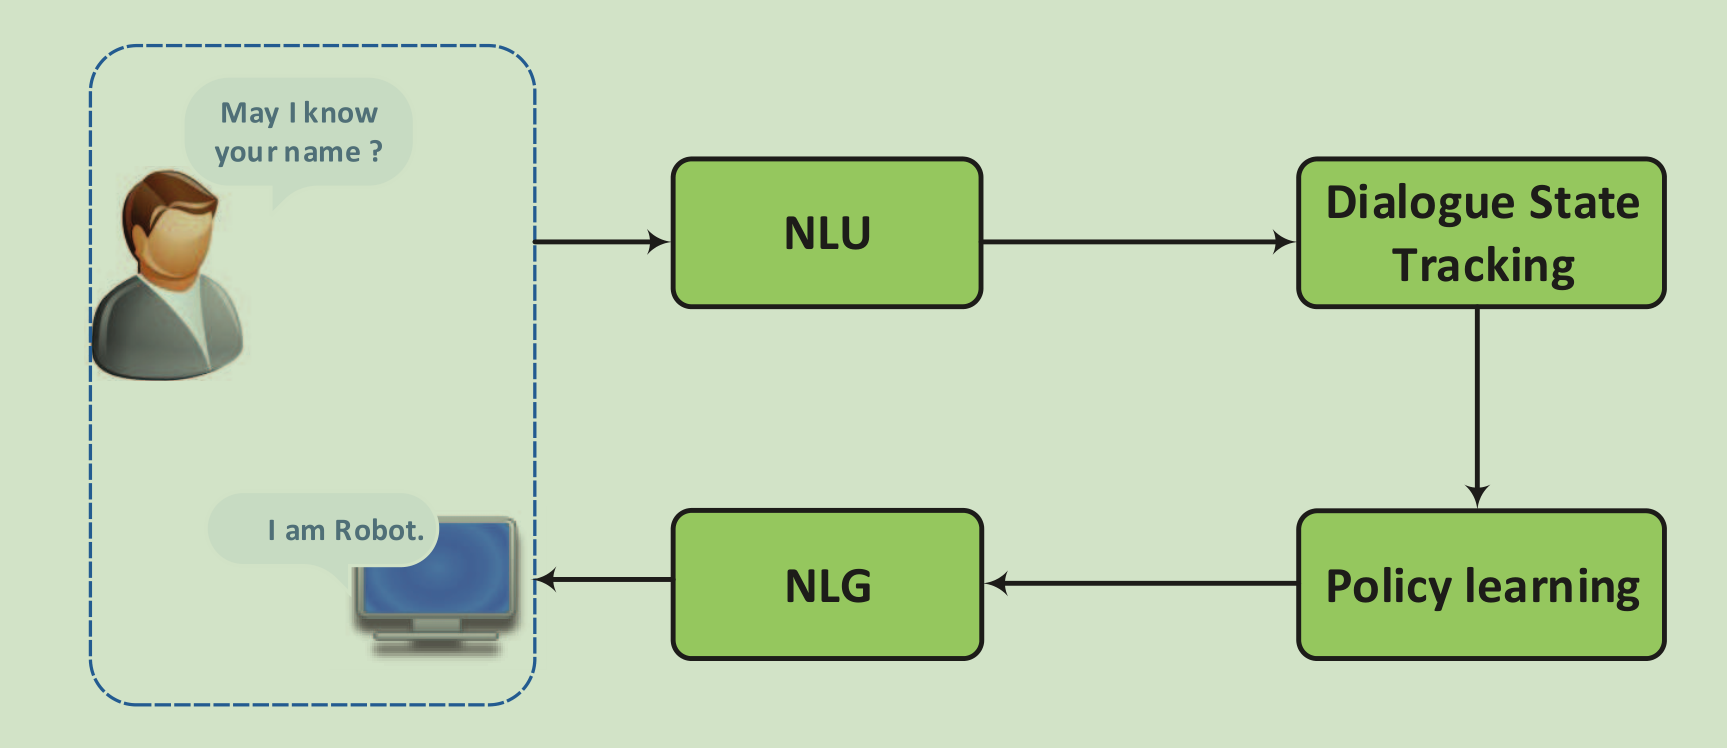 May I know
your name ?
NLU
Dialogue State
Tracking
I am Robot.
NLG
Policy learning